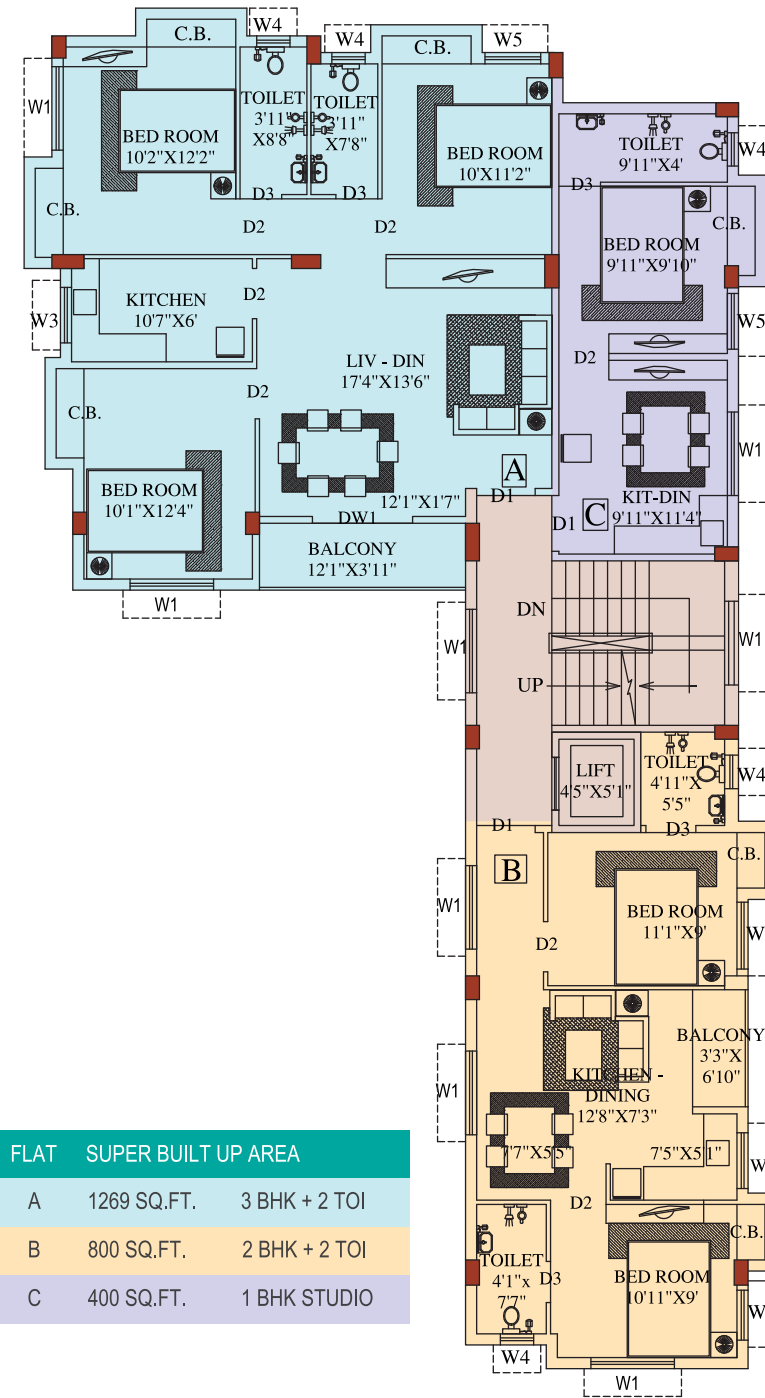 C.B.
W4
W4
C.B.
W5
W1
TOILET
3'11"
X8'8"
TOILET
3'11"
X7'8"
BED ROOM
10'2"X12'2"
BED ROOM
10'X11'2"
TOILET
9'11"X4'
W4
D3
D3
D3
C.B.
D2
D2
C.B.
BED ROOM
9'11"X9'10"
KITCHEN
10'7"X6'
D2
W3
W5
LIV - DIN
17'4"X13'6"
D2
D2
C.B.
W1
A
BED ROOM
10'1"X12'4"
12'1"X1'7"
D1
KIT-DIN
9'11"X11'4"
C
DW1
D1
BALCONY
12'1"X3'11"
W1
DN
W1
W1
UP
LIFT
4'5"X5'1"
TOILET
4'11"X
5'5"
W4
D1
D3
C.B.
B
W1
BED ROOM
11'1"X9'
W
D2
BALCONY
3'3"X
6'10"
W1
KITCHEN -
DINING
12'8"X7'3"
7'7"X5'5"
7'5"X5'1"
W
D2
C.B.
TOILET
4'1"x
7'7"
D3
BED ROOM
10'11"X9'
W
W4
W1
FLAT SUPER BUILT UP AREA
A 1269 SQ.FT. 3 BHK + 2 TOI
B 800 SQ.FT. 2 BHK + 2 TOI
C 400 SQ.FT. 1 BHK STUDIO